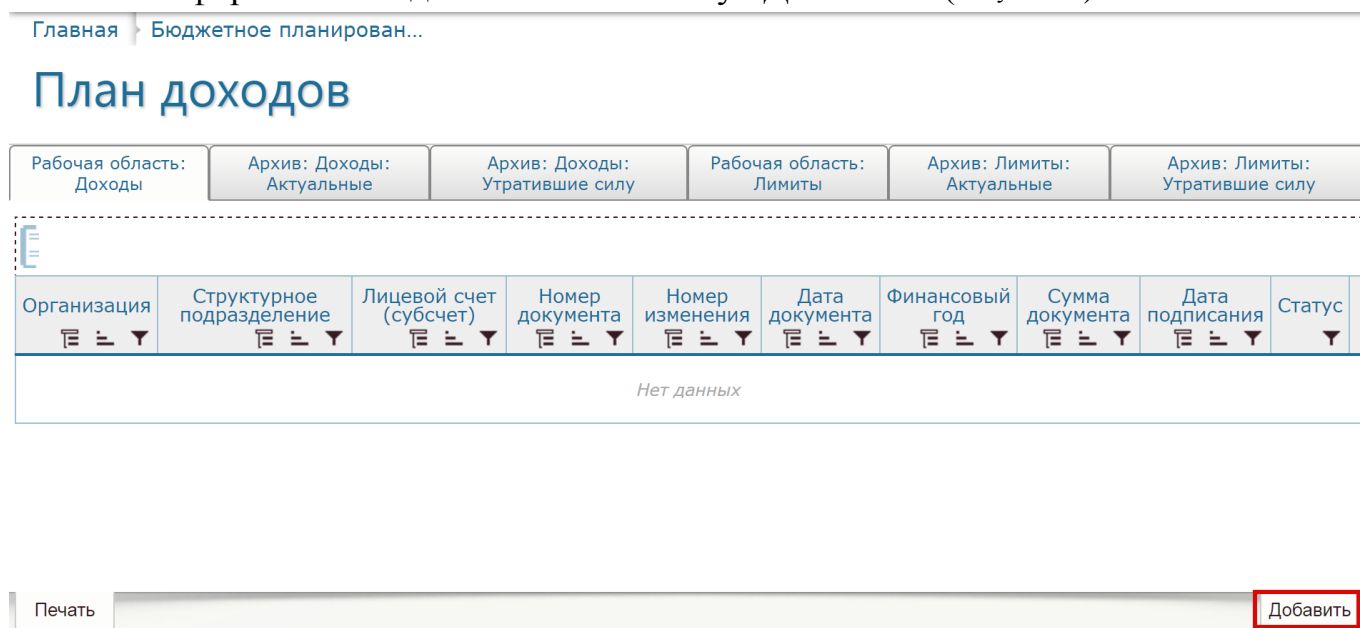 Главная Бюджетное планирован...
План доходов
Рабочая область: Архив: Доходы: Архив: Доходы: Рабочая область: Архив: Лимиты: Архив: Лимиты:
Доходы Актуальные Утратившие силу Лимиты Актуальные Утратившие силу
Организация Структурное подразделение Лицевой счет (субсчет) Номер документа Номер изменения Дата документа Финансовый год Сумма документа Дата подписания Статус
Нет данных
Печать Добавить